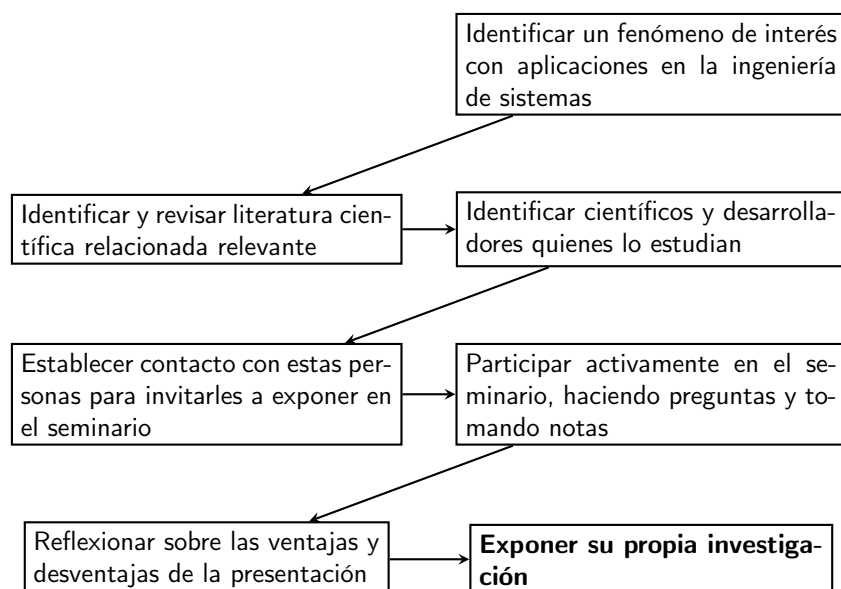 Identificar un fenómeno de interés
con aplicaciones en la ingeniería
de sistemas
Identificar y revisar literatura cien-
tífica relacionada relevante
Identificar científicos y desarrolla-
dores quienes lo estudian
Establecer contacto con estas per-
sonas para invitarles a exponer en
el seminario
Participar activamente en el se-
minario, haciendo preguntas y to-
mando notas
Reflexionar sobre las ventajas y
desventajas de la presentación
Exponer su propia investiga-
ción